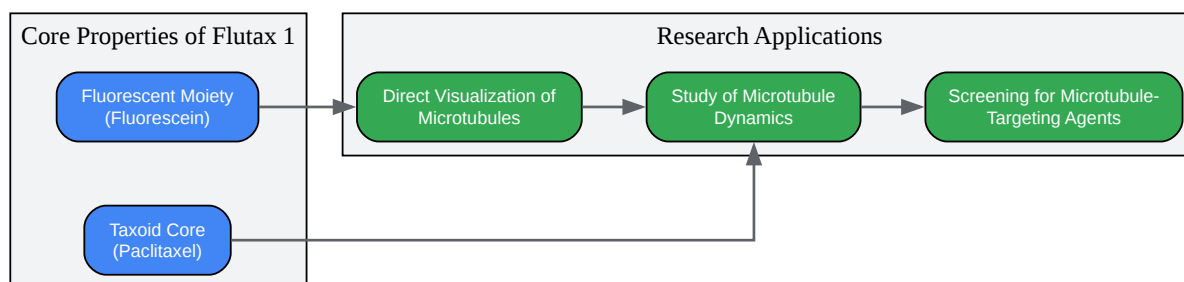 Core Properties of Flutax 1
Fluorescent Moiety
(Fluorescein)
Taxoid Core
(Paclitaxel)
Research Applications
Direct Visualization of
Microtubules
Study of Microtubule
Dynamics
Screening for Microtubule-
Targeting Agents